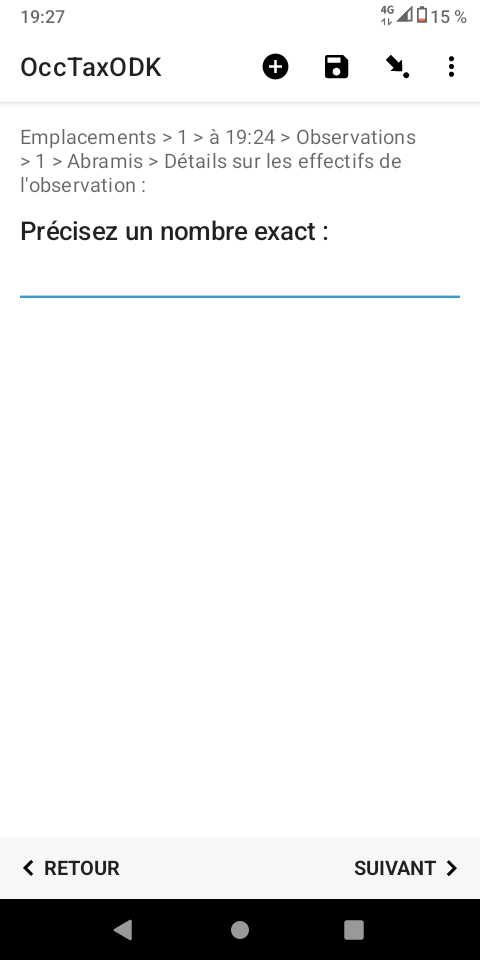 19:27
4G
15 %
OccTaxODK
Emplacements > 1 > à 19:24 > Observations
> 1 > Abramis > Détails sur les effectifs de
l'observation :
Précisez un nombre exact :
RETOUR
SUIVANT